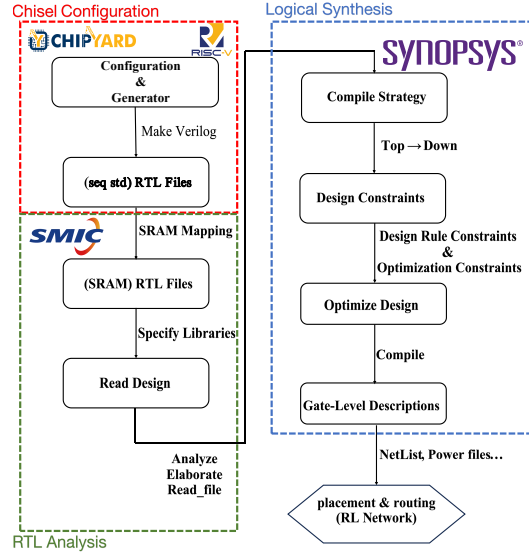 Chisel Configuration
CHIPYARD
RISC-V
Configuration
&
Generator
Make Verilog
(seq std) RTL Files
SMIC
SRAM Mapping
(SRAM) RTL Files
Specify Libraries
Read Design
Analyze
Elaborate
Read_file
RTL Analysis
Logical Synthesis
SYNOPSYS®
Compile Strategy
Top → Down
Design Constraints
Design Rule Constraints
&
Optimization Constraints
Optimize Design
Compile
Gate-Level Descriptions
NetList, Power files…
placement & routing
(RL Network)